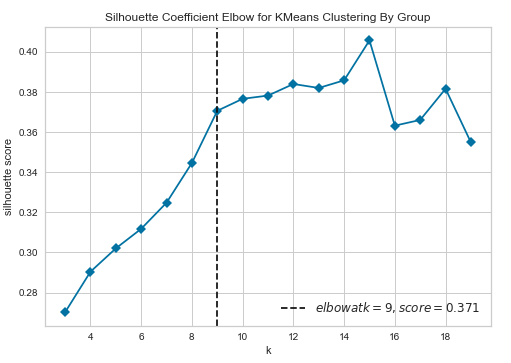 Silhouette Coefficient Elbow for KMeans Clustering By Group
silhouette score
0.40
0.38
0.36
0.34
0.32
0.30
0.28
elbowatk = 9, score = 0.371
4 6 8 10 12 14 16 18
k